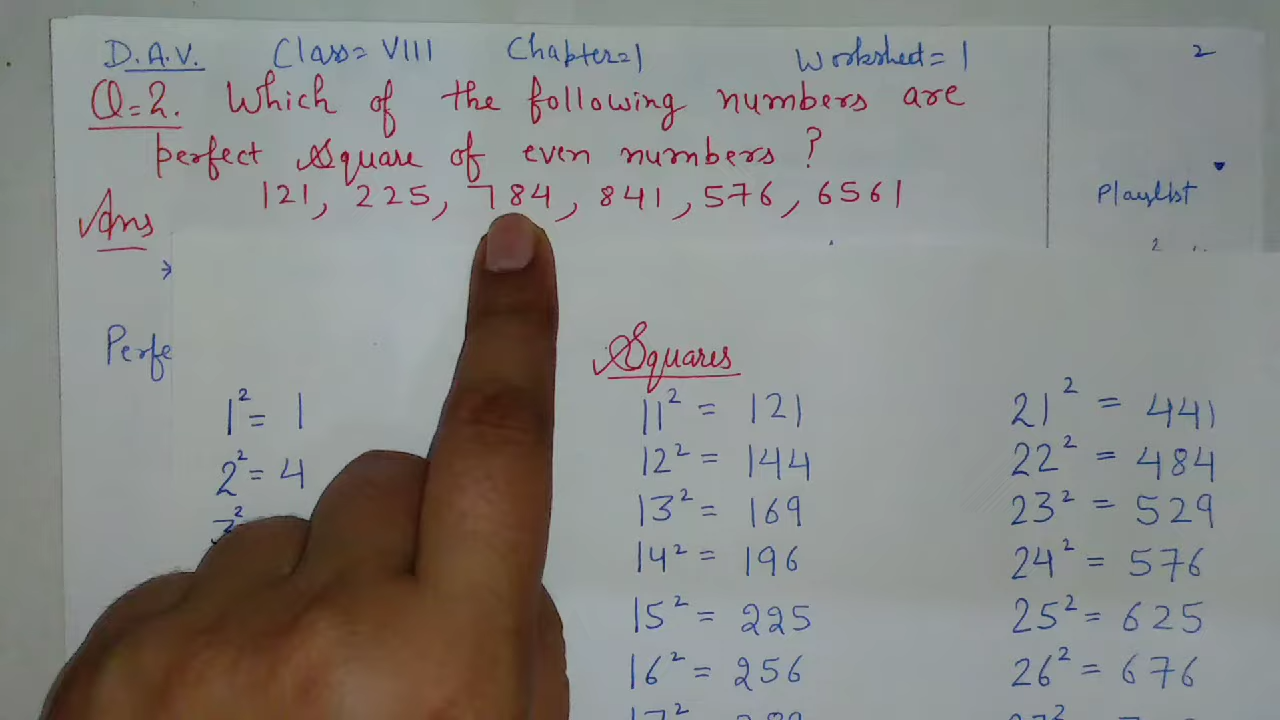 D.A.V. Class= VIII Chapter=1 Worksheet= 1 2
Q=2. Which of the following numbers are
perfect Square of even numbers ?
121, 225, 784, 841, 576, 6561
Ans
Playlist
2
→
Perfe
Squares
1² = 1 11² = 121 21² = 441
2² = 4 12² = 144 22² = 484
3² 13² = 169 23² = 529
14² = 196 24² = 576
15² = 225 25² = 625
16² = 256 26² = 676
17²